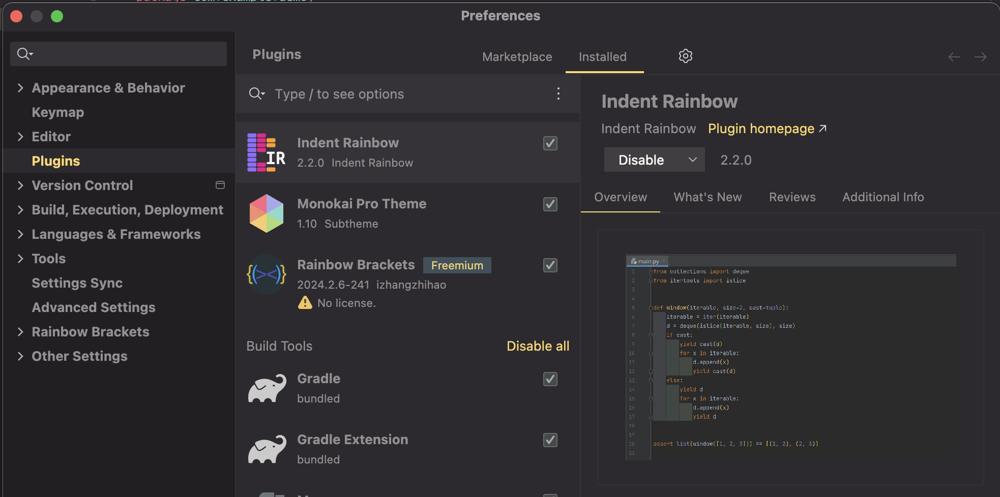 Preferences
Plugins
Marketplace
Installed
Appearance & Behavior
Keymap
Editor
Plugins
Version Control
Build, Execution, Deployment
Languages & Frameworks
Tools
Settings Sync
Advanced Settings
Rainbow Brackets
Other Settings
Type / to see options
IR
Indent Rainbow
2.2.0 Indent Rainbow
Monokai Pro Theme
1.10 Subtheme
Rainbow Brackets Freemium
2024.2.6-241 izhangzhihao
No license.
Build Tools Disable all
Gradle
bundled
Gradle Extension
bundled
Indent Rainbow
Indent Rainbow Plugin homepage
Disable 2.2.0
Overview What's New Reviews Additional Info
main.py
1 from collections import deque
2 from itertools import islice
3
4
5 def window(iterable, size=2, cast=tuple):
6 iterable = iter(iterable)
7 d = deque(islice(iterable, size), size)
8 if cast:
9 yield cast(d)
10 for x in iterable:
11 d.append(x)
12 yield cast(d)
13 else:
14 yield d
15 for x in iterable:
16 d.append(x)
17 yield d
18
19
20 assert list(window([1, 2, 3])) == [(1, 2), (2, 3)]
21